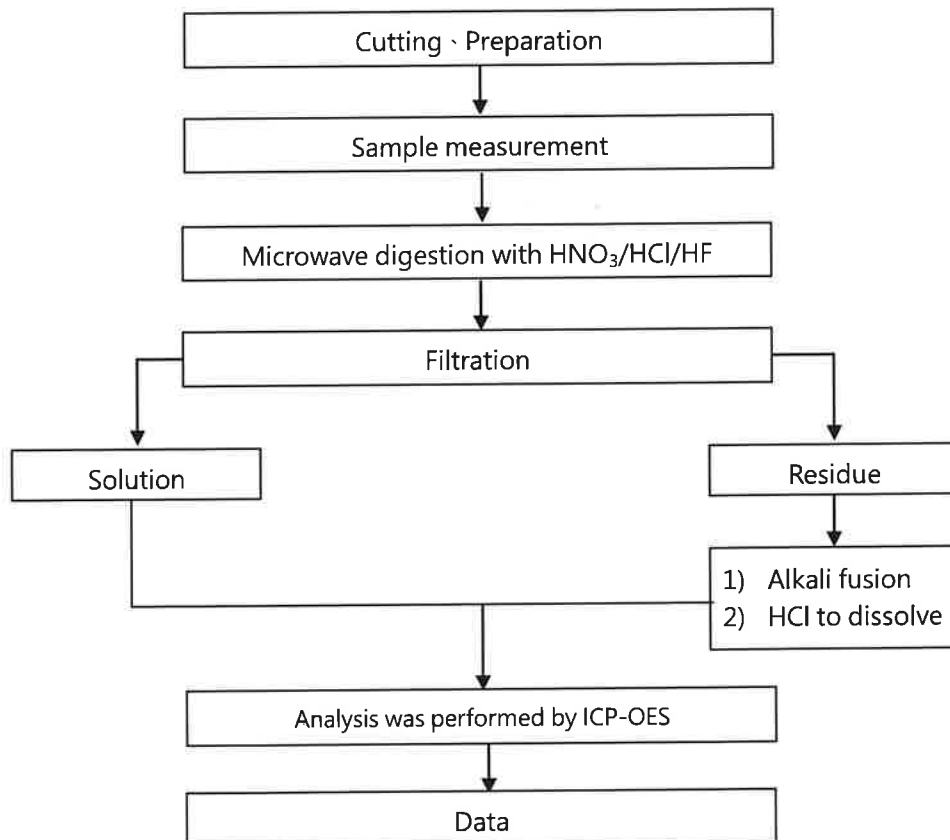 Cutting、Preparation
Sample measurement
Microwave digestion with HNO₃/HCl/HF
Filtration
Solution
Residue
1) Alkali fusion
2) HCl to dissolve
Analysis was performed by ICP-OES
Data